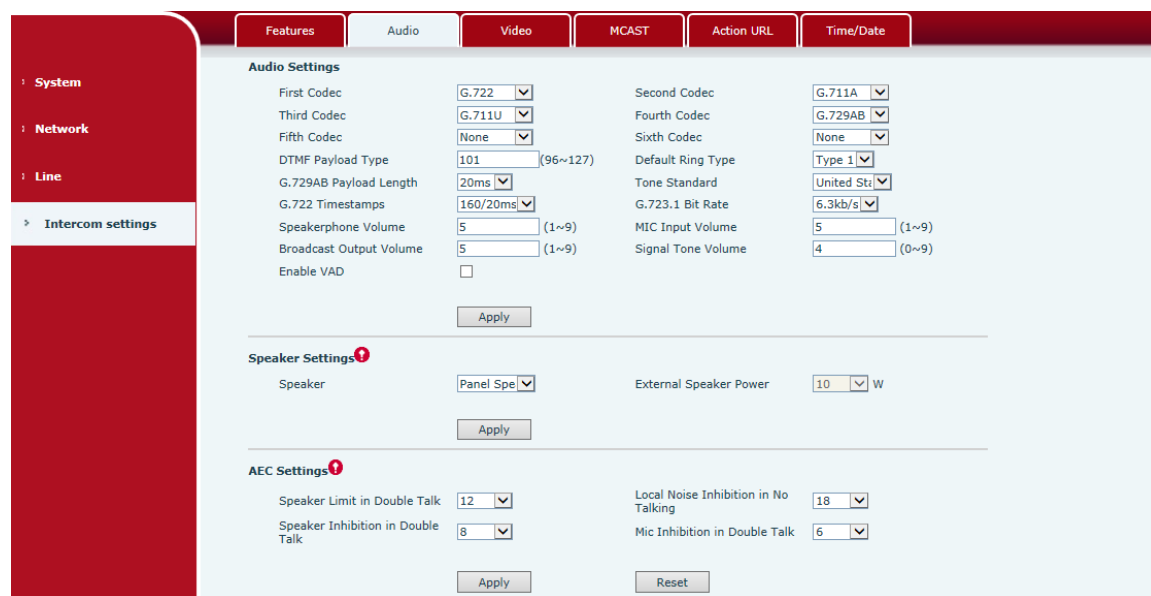 Features Audio Video MCAST Action URL Time/Date
System
Network
Line
Intercom settings
Audio Settings
First Codec G.722 Second Codec G.711A
Third Codec G.711U Fourth Codec G.729AB
Fifth Codec None Sixth Codec None
DTMF Payload Type 101 (96~127) Default Ring Type Type 1
G.729AB Payload Length 20ms Tone Standard United Sta
G.722 Timestamps 160/20ms G.723.1 Bit Rate 6.3kb/s
Speakerphone Volume 5 (1~9) MIC Input Volume 5 (1~9)
Broadcast Output Volume 5 (1~9) Signal Tone Volume 4 (0~9)
Enable VAD
Apply
Speaker Settings
Speaker Panel Spe External Speaker Power 10 W
Apply
AEC Settings
Speaker Limit in Double Talk 12 Local Noise Inhibition in No Talking 18
Speaker Inhibition in Double Talk 8 Mic Inhibition in Double Talk 6
Apply Reset